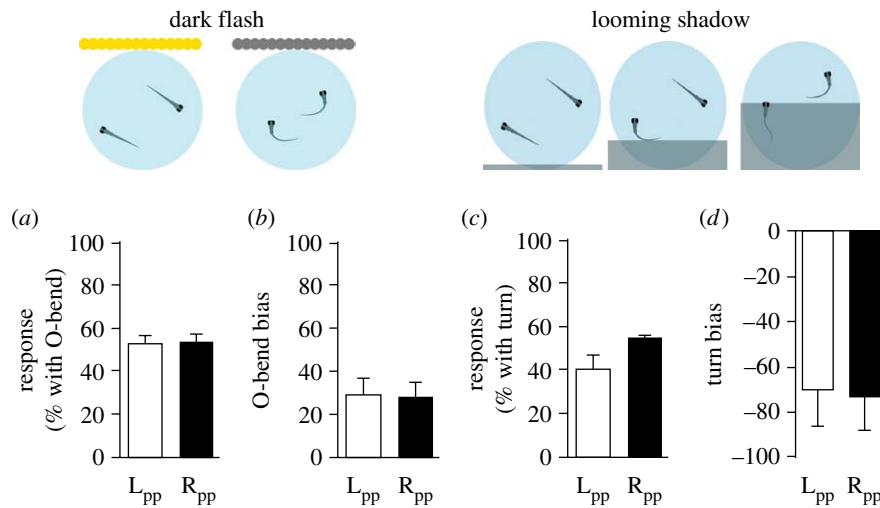 dark flash
looming shadow
(a)
response
(% with O-bend)
100
80
60
40
20
0
Lpp Rpp
(b)
O-bend bias
100
80
60
40
20
0
Lpp Rpp
(c)
response
(% with turn)
100
80
60
40
20
0
Lpp Rpp
(d)
turn bias
−0
−20
−40
−60
−80
−100
Lpp Rpp